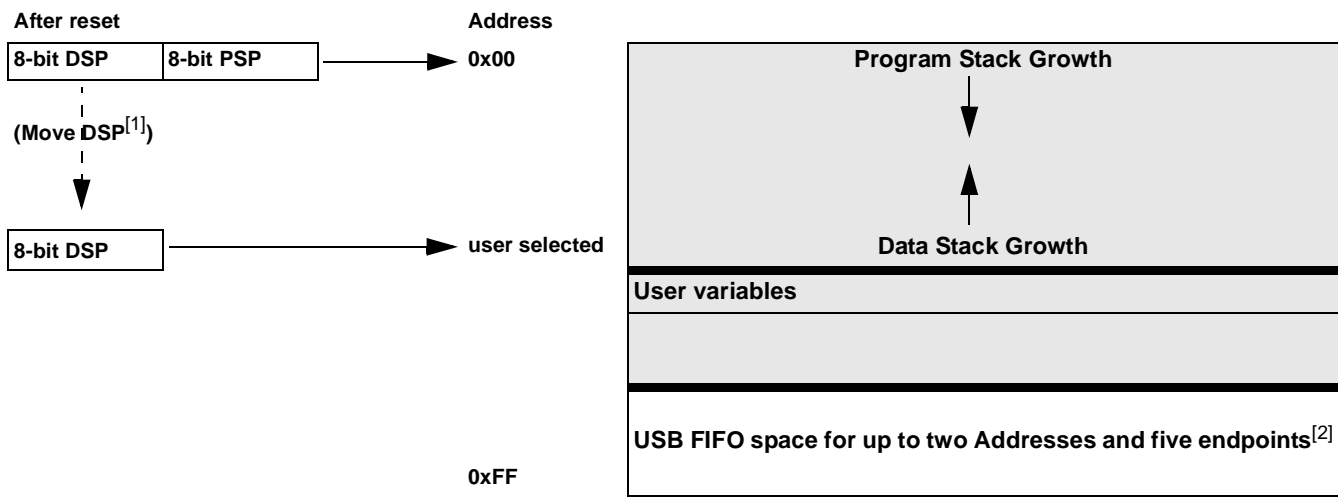 After reset
Address
8-bit DSP 8-bit PSP 0x00
Program Stack Growth
(Move DSP[1])
8-bit DSP user selected
Data Stack Growth
User variables
USB FIFO space for up to two Addresses and five endpoints[2]
0xFF